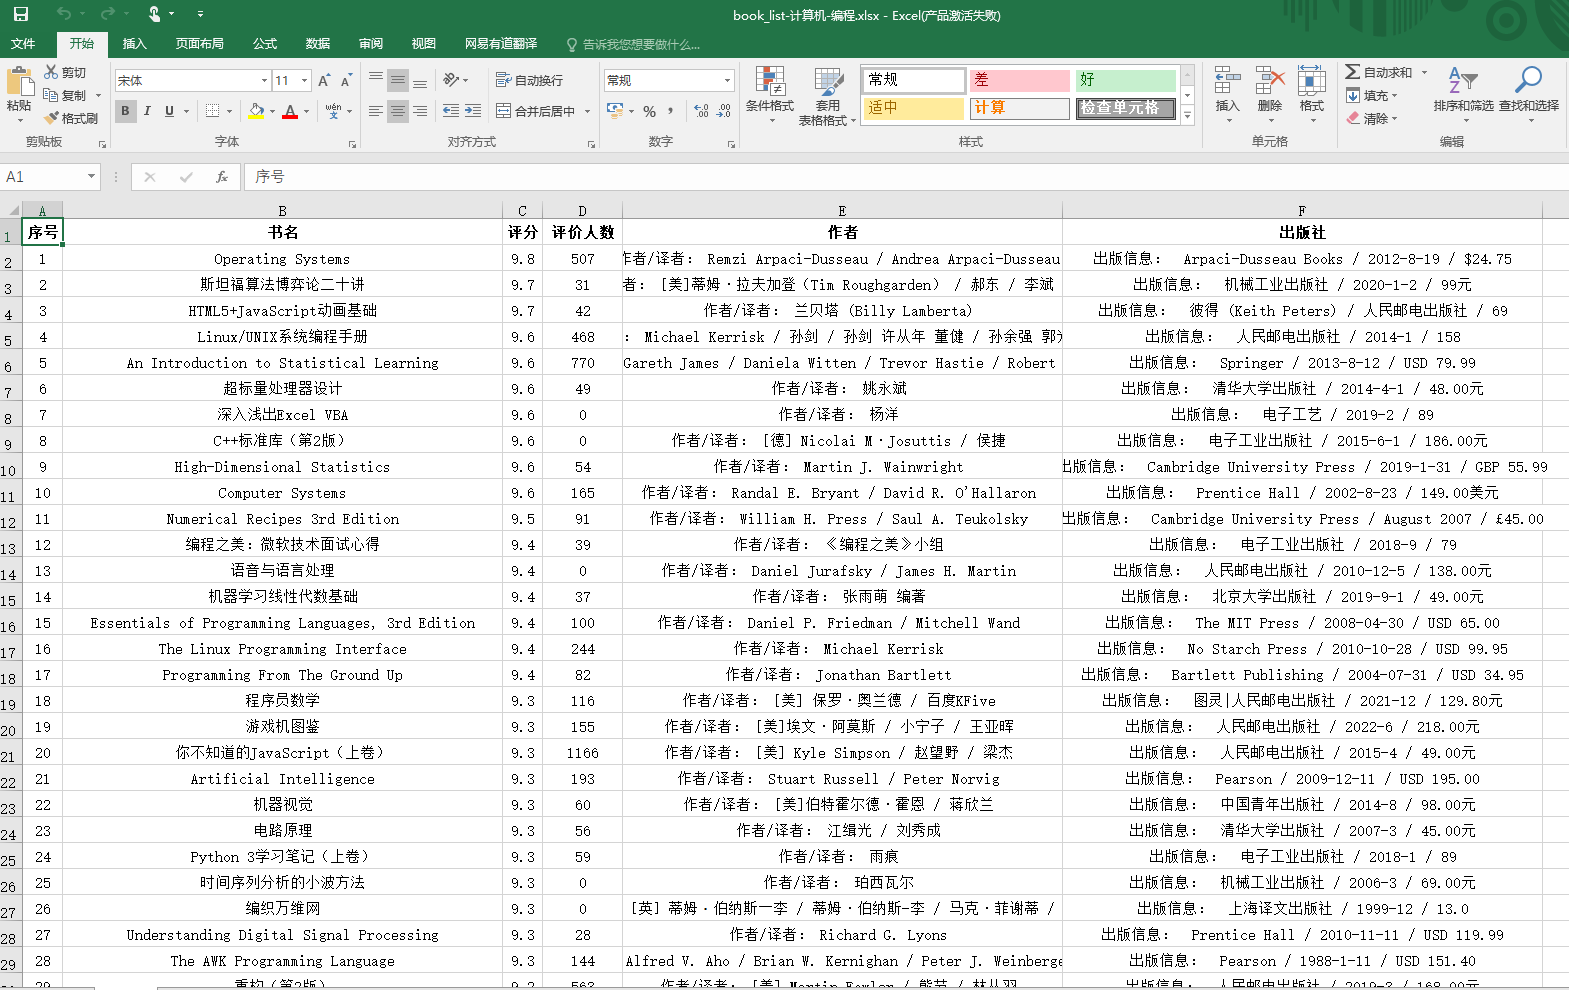 book_list-计算机-编程.xlsx - Excel(产品激活失败)
文件 开始 插入 页面布局 公式 数据 审阅 视图 网易有道翻译 告诉我您想要做什么...
剪切 宋体 11 自动换行 常规 常规 差 好 自动求和
粘贴 复制 B I U 合并后居中 条件格式 套用 适中 计算 检查单元格 插入 删除 格式 填充 排序和筛选 查找和选择
格式刷 表格格式 清除
剪贴板 字体 对齐方式 数字 样式 单元格 编辑
A1 fx 序号
A B C D E F
1 序号 书名 评分 评价人数 作者 出版社
2 1 Operating Systems 9.8 507 作者/译者： Remzi Arpaci-Dusseau / Andrea Arpaci-Dusseau 出版信息： Arpaci-Dusseau Books / 2012-8-19 / $24.75
3 2 斯坦福算法博弈论二十讲 9.7 31 者： [美]蒂姆·拉夫加登（Tim Roughgarden） / 郝东 / 李斌 出版信息： 机械工业出版社 / 2020-1-2 / 99元
4 3 HTML5+JavaScript动画基础 9.7 42 作者/译者： 兰贝塔 (Billy Lamberta) 出版信息： 彼得 (Keith Peters) / 人民邮电出版社 / 69
5 4 Linux/UNIX系统编程手册 9.6 468 ： Michael Kerrisk / 孙剑 / 孙剑 许从年 董健 / 孙余强 郭 出版信息： 人民邮电出版社 / 2014-1 / 158
6 5 An Introduction to Statistical Learning 9.6 770 Gareth James / Daniela Witten / Trevor Hastie / Robert 出版信息： Springer / 2013-8-12 / USD 79.99
7 6 超标量处理器设计 9.6 49 作者/译者： 姚永斌 出版信息： 清华大学出版社 / 2014-4-1 / 48.00元
8 7 深入浅出Excel VBA 9.6 0 作者/译者： 杨洋 出版信息： 电子工艺 / 2019-2 / 89
9 8 C++标准库（第2版） 9.6 0 作者/译者： [德] Nicolai M·Josuttis / 侯捷 出版信息： 电子工业出版社 / 2015-6-1 / 186.00元
10 9 High-Dimensional Statistics 9.6 54 作者/译者： Martin J. Wainwright 出版信息： Cambridge University Press / 2019-1-31 / GBP 55.99
11 10 Computer Systems 9.6 165 作者/译者： Randal E. Bryant / David R. O'Hallaron 出版信息： Prentice Hall / 2002-8-23 / 149.00美元
12 11 Numerical Recipes 3rd Edition 9.5 91 作者/译者： William H. Press / Saul A. Teukolsky 出版信息： Cambridge University Press / August 2007 / £45.00
13 12 编程之美：微软技术面试心得 9.4 39 作者/译者： 《编程之美》小组 出版信息： 电子工业出版社 / 2018-9 / 79
14 13 语音与语言处理 9.4 0 作者/译者： Daniel Jurafsky / James H. Martin 出版信息： 人民邮电出版社 / 2010-12-5 / 138.00元
15 14 机器学习线性代数基础 9.4 37 作者/译者： 张雨萌 编著 出版信息： 北京大学出版社 / 2019-9-1 / 49.00元
16 15 Essentials of Programming Languages, 3rd Edition 9.4 100 作者/译者： Daniel P. Friedman / Mitchell Wand 出版信息： The MIT Press / 2008-04-30 / USD 65.00
17 16 The Linux Programming Interface 9.4 244 作者/译者： Michael Kerrisk 出版信息： No Starch Press / 2010-10-28 / USD 99.95
18 17 Programming From The Ground Up 9.4 82 作者/译者： Jonathan Bartlett 出版信息： Bartlett Publishing / 2004-07-31 / USD 34.95
19 18 程序员数学 9.3 116 作者/译者： [美] 保罗·奥兰德 / 百度KFive 出版信息： 图灵|人民邮电出版社 / 2021-12 / 129.80元
20 19 游戏机图鉴 9.3 155 作者/译者： [美]埃文·阿莫斯 / 小宁子 / 王亚晖 出版信息： 人民邮电出版社 / 2022-6 / 218.00元
21 20 你不知道的JavaScript（上卷） 9.3 1166 作者/译者： [美] Kyle Simpson / 赵望野 / 梁杰 出版信息： 人民邮电出版社 / 2015-4 / 49.00元
22 21 Artificial Intelligence 9.3 193 作者/译者： Stuart Russell / Peter Norvig 出版信息： Pearson / 2009-12-11 / USD 195.00
23 22 机器视觉 9.3 60 作者/译者： [美]伯特霍尔德·霍恩 / 蒋欣兰 出版信息： 中国青年出版社 / 2014-8 / 98.00元
24 23 电路原理 9.3 56 作者/译者： 江缉光 / 刘秀成 出版信息： 清华大学出版社 / 2007-3 / 45.00元
25 24 Python 3学习笔记（上卷） 9.3 59 作者/译者： 雨痕 出版信息： 电子工业出版社 / 2018-1 / 89
26 25 时间序列分析的小波方法 9.3 0 作者/译者： 珀西瓦尔 出版信息： 机械工业出版社 / 2006-3 / 69.00元
27 26 编织万维网 9.3 0 [英] 蒂姆·伯纳斯一李 / 蒂姆·伯纳斯-李 / 马克·菲谢蒂 / 出版信息： 上海译文出版社 / 1999-12 / 13.0
28 27 Understanding Digital Signal Processing 9.3 28 作者/译者： Richard G. Lyons 出版信息： Prentice Hall / 2010-11-11 / USD 119.99
29 28 The AWK Programming Language 9.3 144 Alfred V. Aho / Brian W. Kernighan / Peter J. Weinberge 出版信息： Pearson / 1988-1-11 / USD 151.40
29 重构（第2版） 9.2 563 作者/译者： [美] Martin Fowler / 熊节 / 林从羽 出版信息： 人民邮电出版社 / 2019-3 / 168.00元